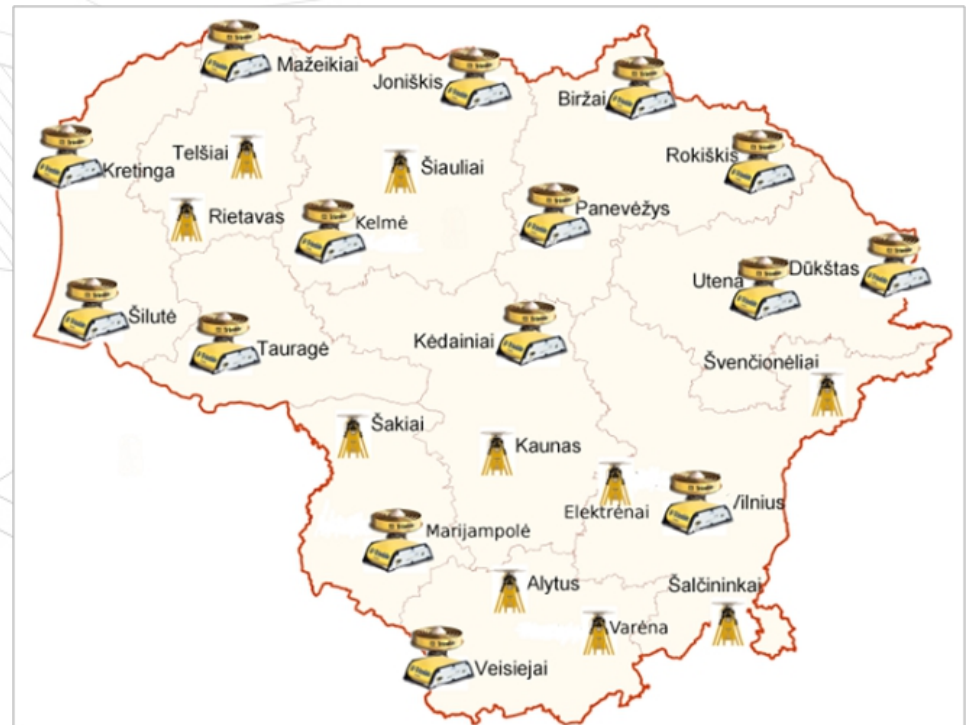 Mažeikiai
Joniškis
Biržai
Rokiškis
Telšiai
Šiauliai
Kretinga
Rietavas
Kelmė
Panevėžys
Utena
Dūkštas
Šilutė
Tauragė
Kėdainiai
Švenčionėliai
Šakiai
Kaunas
Elektrėnai
/ilnius
Marijampolė
Alytus
Šalčininkai
Varėna
Veisiejai